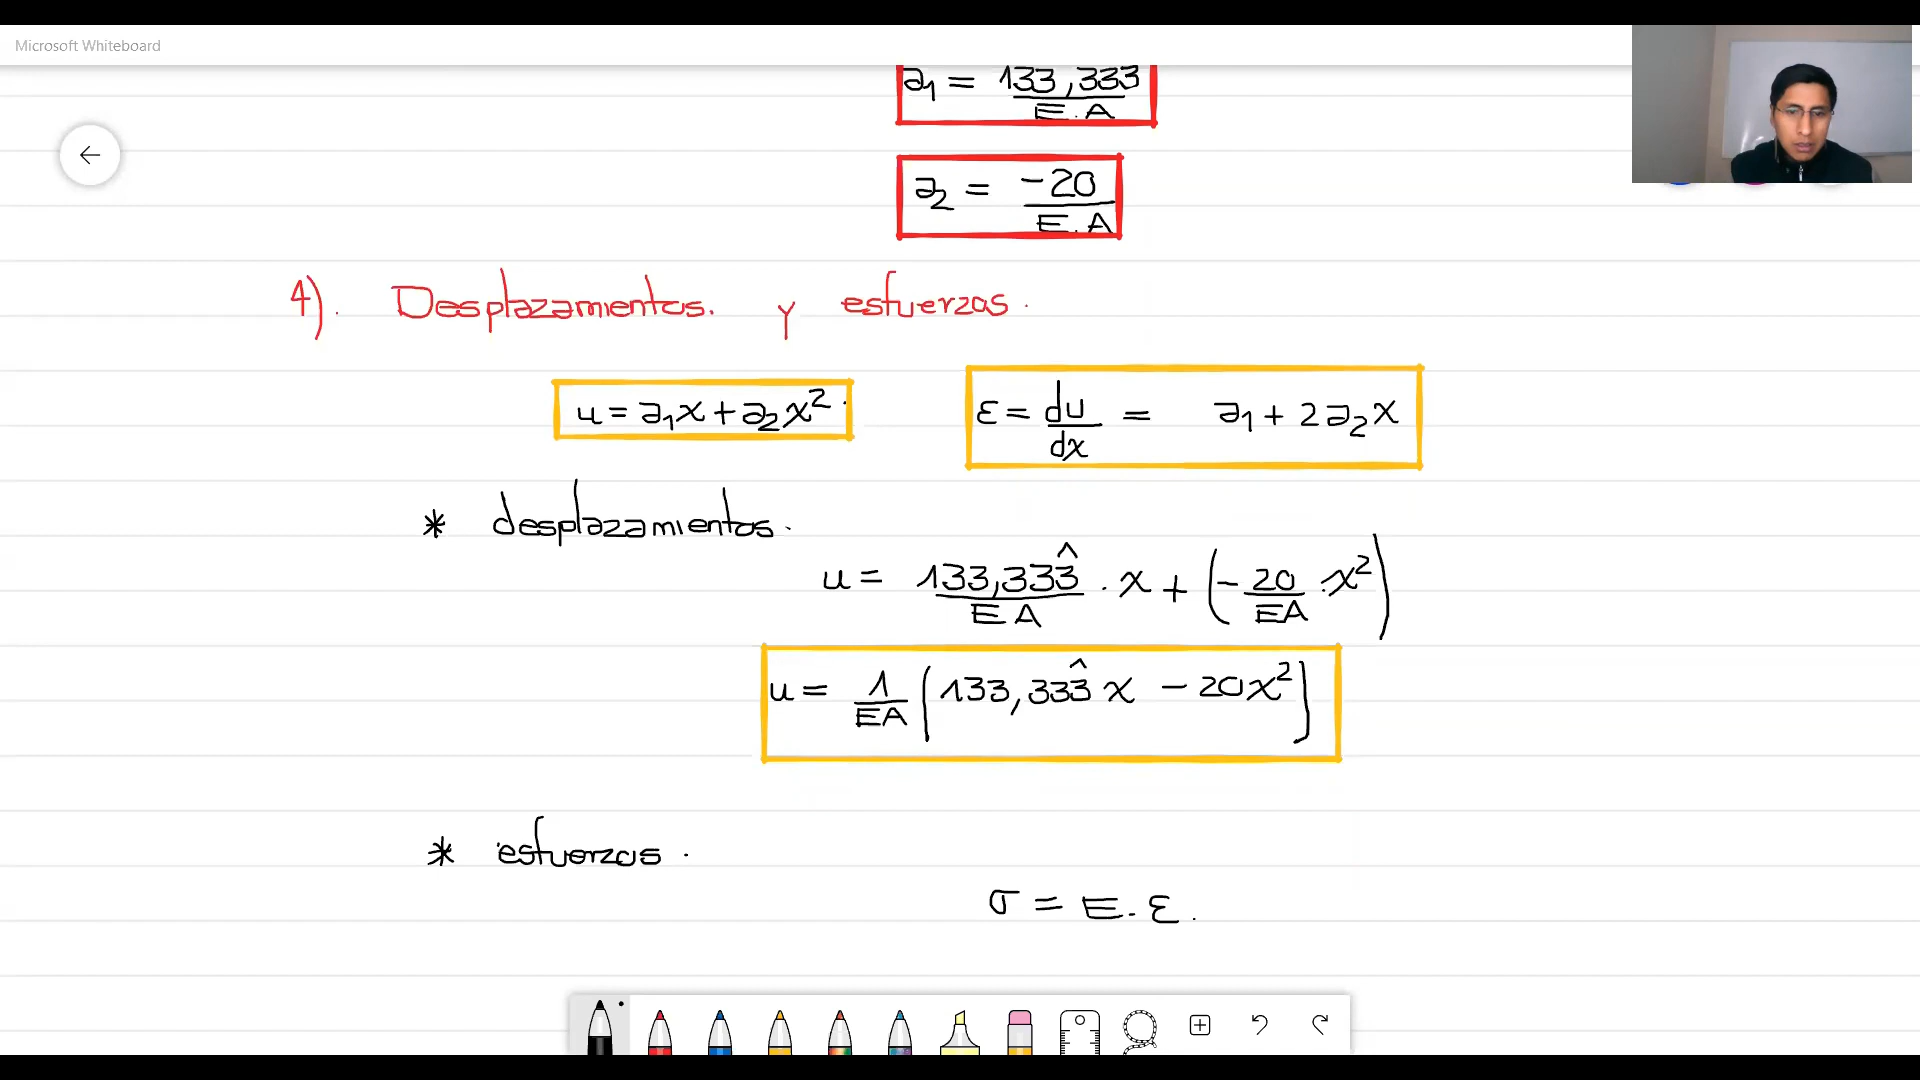 Microsoft Whiteboard
a₁ = 133,333 / E.A
a₂ = -20 / E.A
4). Desplazamientos. y esfuerzos.
u = a₁x + a₂x²
ε = du/dx = a₁ + 2a₂x
* desplazamientos.
u = 133,333̂ / EA · x + (-20/EA · x²)
u = 1/EA (133,333̂ x - 20x²)
* esfuerzos.
σ = E.ε.